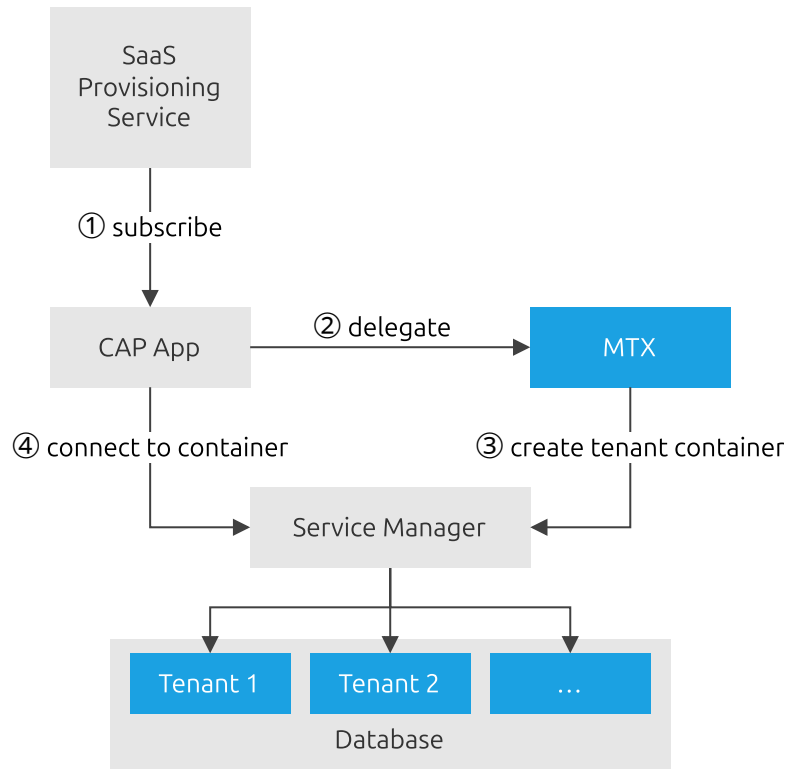 SaaS
Provisioning
Service
① subscribe
CAP App
② delegate
MTX
④ connect to container
③ create tenant container
Service Manager
Tenant 1
Tenant 2
...
Database